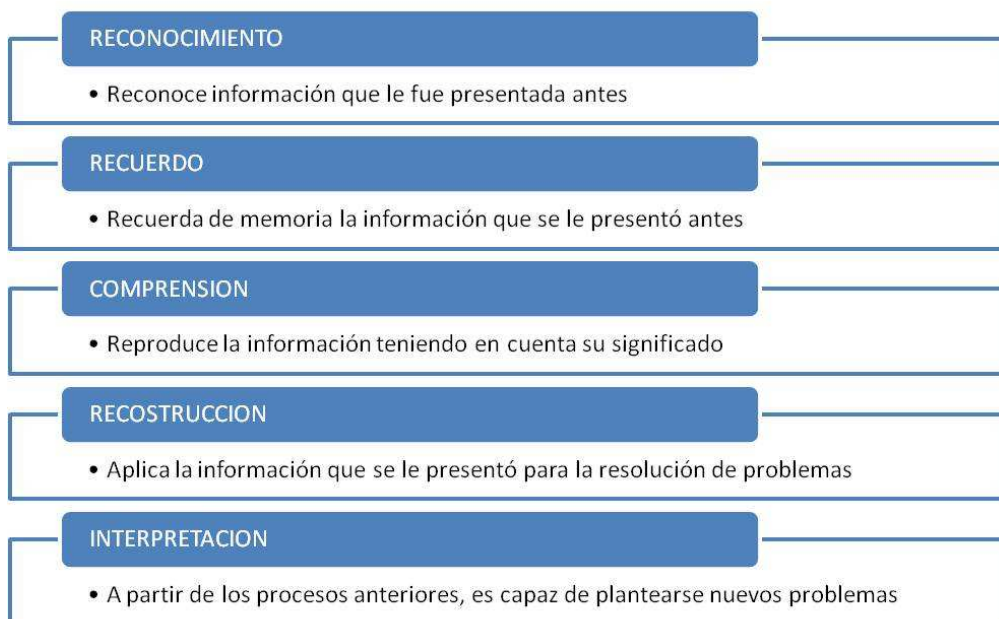 RECONOCIMIENTO
• Reconoce información que le fue presentada antes
RECUERDO
• Recuerda de memoria la información que se le presentó antes
COMPRENSION
• Reproduce la información teniendo en cuenta su significado
RECOSTRUCCION
• Aplica la información que se le presentó para la resolución de problemas
INTERPRETACION
• A partir de los procesos anteriores, es capaz de plantearse nuevos problemas